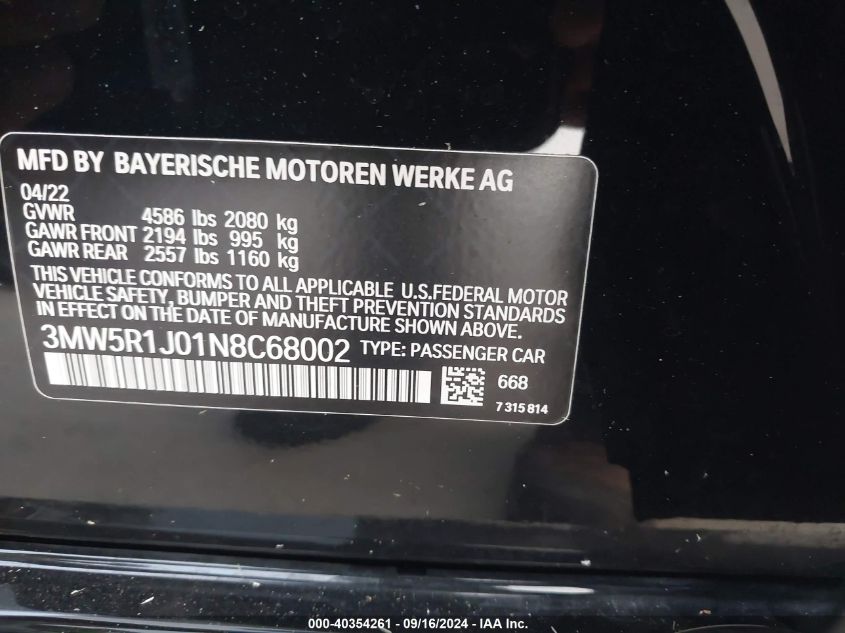 MFD BY BAYERISCHE MOTOREN WERKE AG
04/22
GVWR 4586 lbs 2080 kg
GAWR FRONT 2194 lbs 995 kg
GAWR REAR 2557 lbs 1160 kg
THIS VEHICLE CONFORMS TO ALL APPLICABLE U.S.FEDERAL MOTOR
VEHICLE SAFETY, BUMPER AND THEFT PREVENTION STANDARDS
IN EFFECT ON THE DATE OF MANUFACTURE SHOWN ABOVE.
3MW5R1J01N8C68002 TYPE: PASSENGER CAR
668
7 315 814
000-40354261 - 09/16/2024 - IAA Inc.